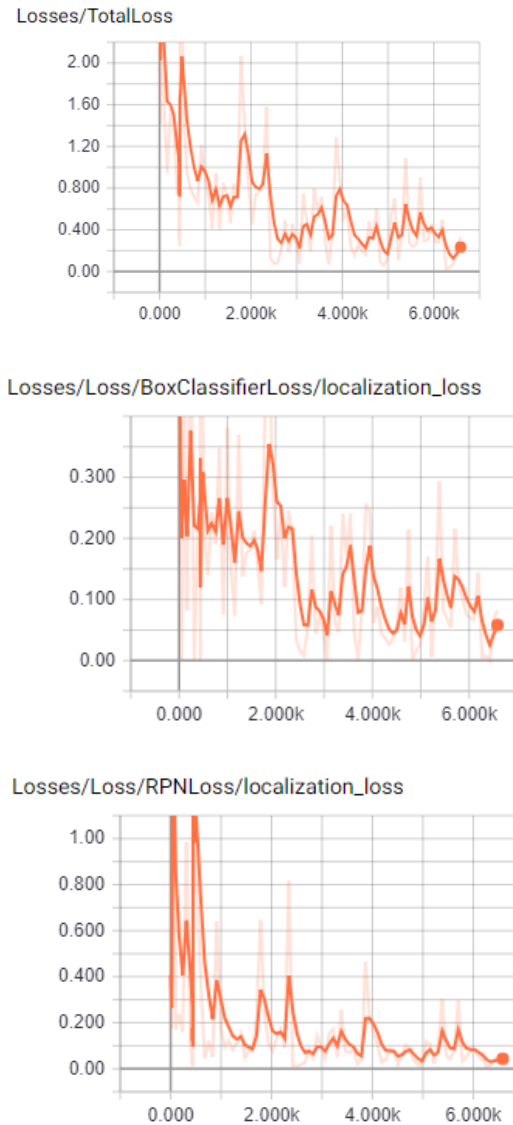 Losses/TotalLoss
2.00
1.60
1.20
0.800
0.400
0.00
0.000 2.000k 4.000k 6.000k
Losses/Loss/BoxClassifierLoss/localization_loss
0.300
0.200
0.100
0.00
0.000 2.000k 4.000k 6.000k
Losses/Loss/RPNLoss/localization_loss
1.00
0.800
0.600
0.400
0.200
0.00
0.000 2.000k 4.000k 6.000k